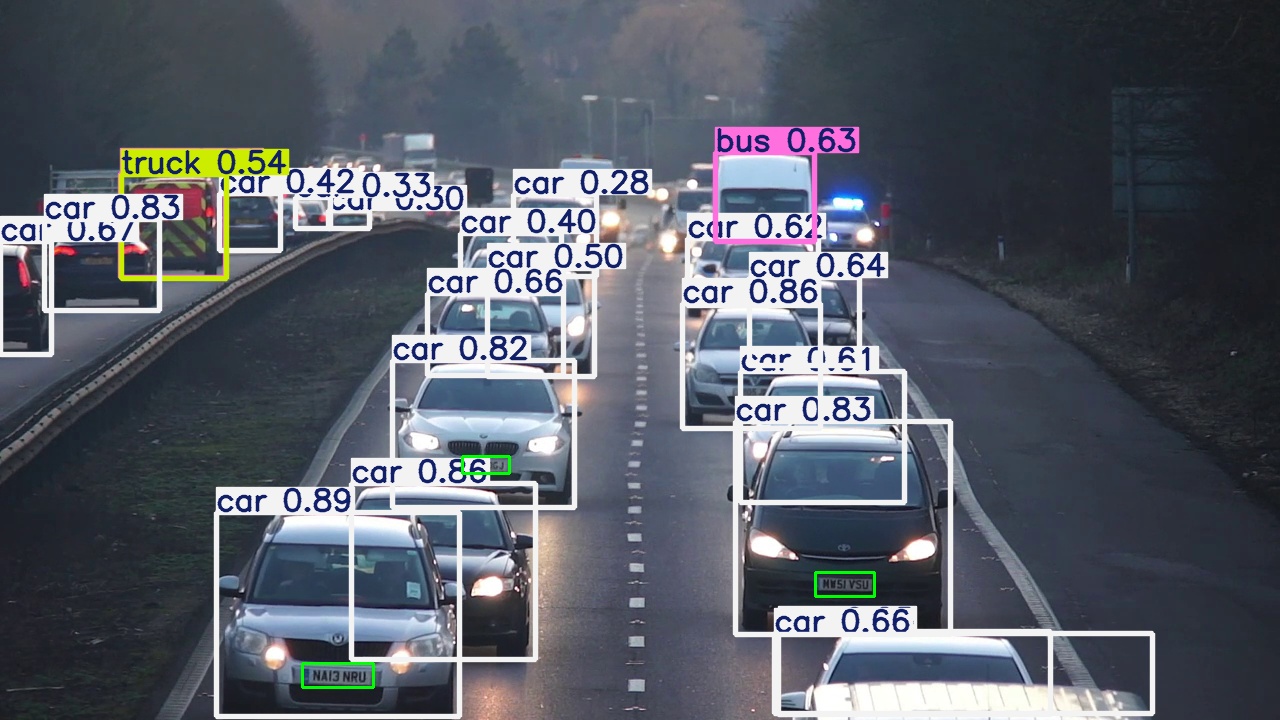 bus 0.63
truck 0.54
car 0.42
0.33
car 0.30
car 0.28
car 0.83
car 0.67
car 0.40
car 0.62
car 0.50
car 0.64
car 0.66
car 0.86
car 0.82
car 0.61
car 0.83
car 0.86
GJ
car 0.89
MW51 VSU
car 0.66
NA13 NRU